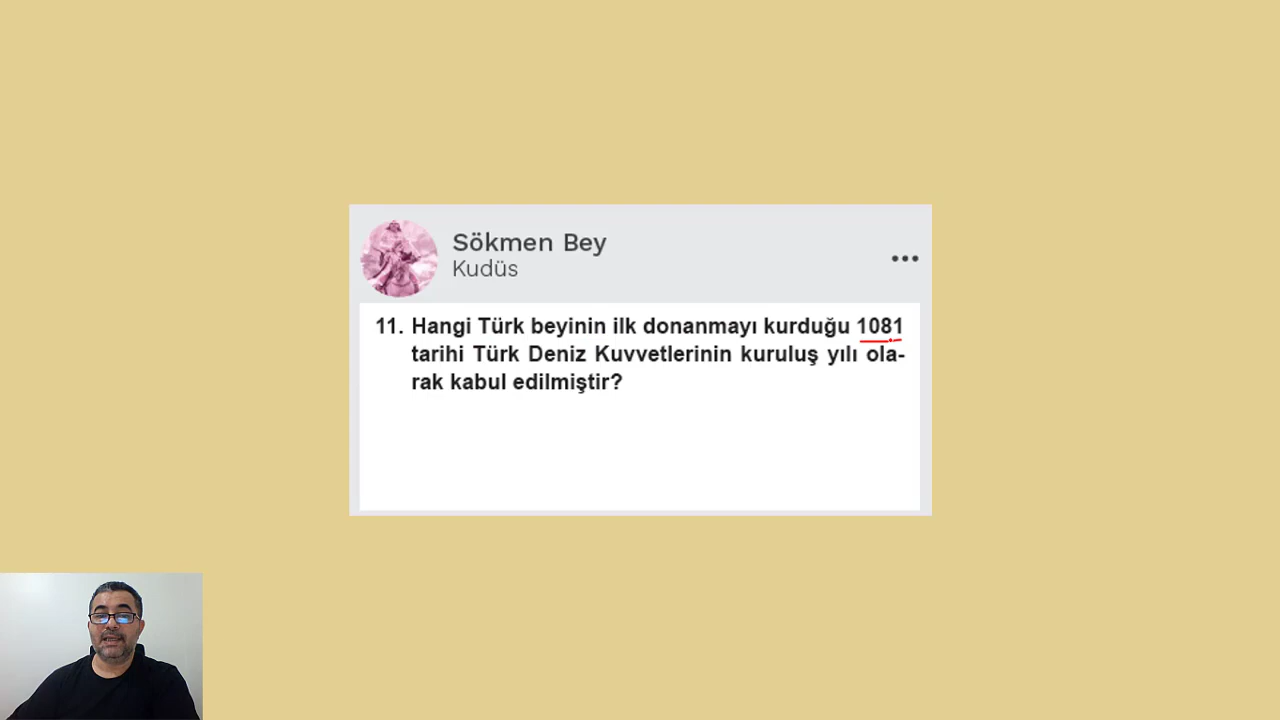 Sökmen Bey
Kudüs
11. Hangi Türk beyinin ilk donanmayı kurduğu 1081
tarihi Türk Deniz Kuvvetlerinin kuruluş yılı ola-
rak kabul edilmiştir?